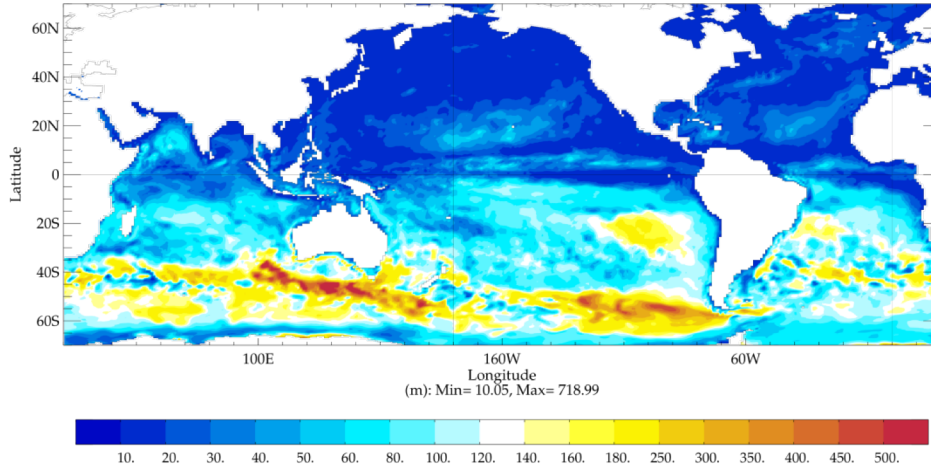 60N
40N
20N
0
20S
40S
60S
Latitude
100E 160W 60W
Longitude
(m): Min= 10.05, Max= 718.99
10. 20. 30. 40. 50. 60. 80. 100. 120. 140. 160. 180. 250. 300. 350. 400. 450. 500.